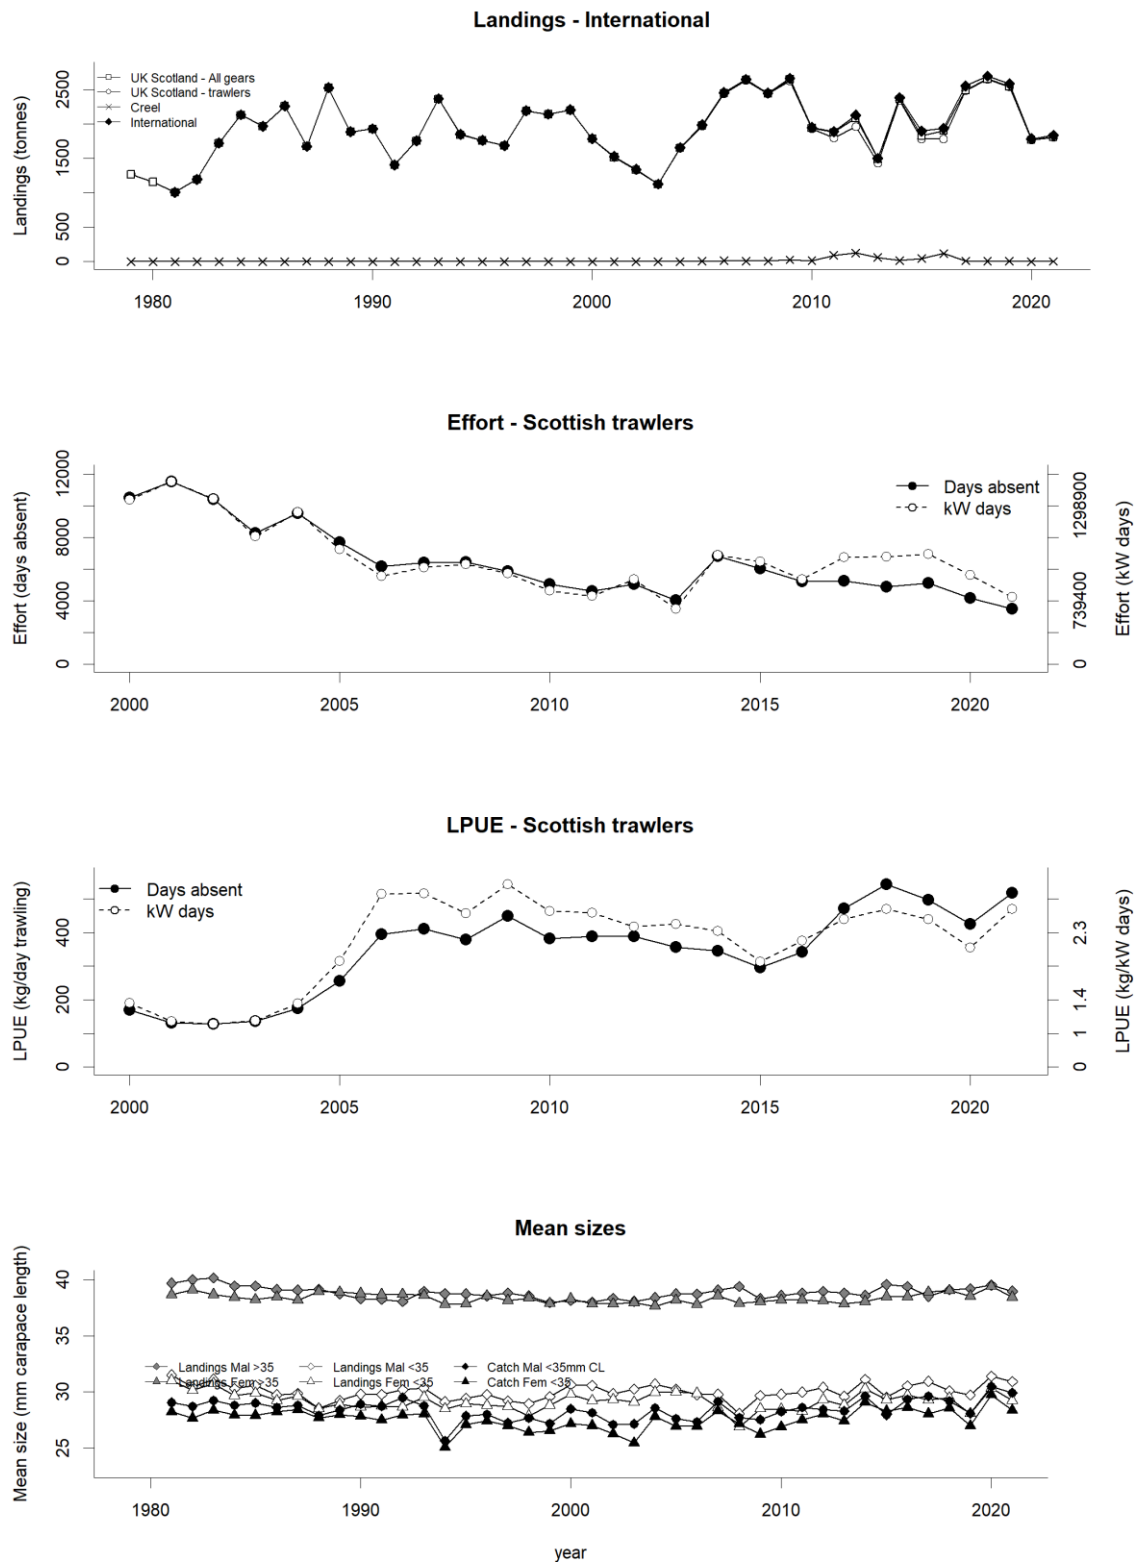 Landings - International
Landings (tonnes)
2500
1500
500
0
UK Scotland - All gears
UK Scotland - trawlers
Creel
International
1980 1990 2000 2010 2020
Effort - Scottish trawlers
Effort (days absent)
12000
8000
4000
0
Days absent
kW days
1298900
739400
0
Effort (kW days)
2000 2005 2010 2015 2020
LPUE - Scottish trawlers
LPUE (kg/day trawling)
400
200
0
Days absent
kW days
2.3
1.4
1
0
LPUE (kg/kW days)
2000 2005 2010 2015 2020
Mean sizes
Mean size (mm carapace length)
40
35
30
25
Landings Mal >35 Landings Mal <35 Catch Mal <35mm CL
Landings Fem >35 Landings Fem <35 Catch Fem <35
1980 1990 2000 2010 2020
year